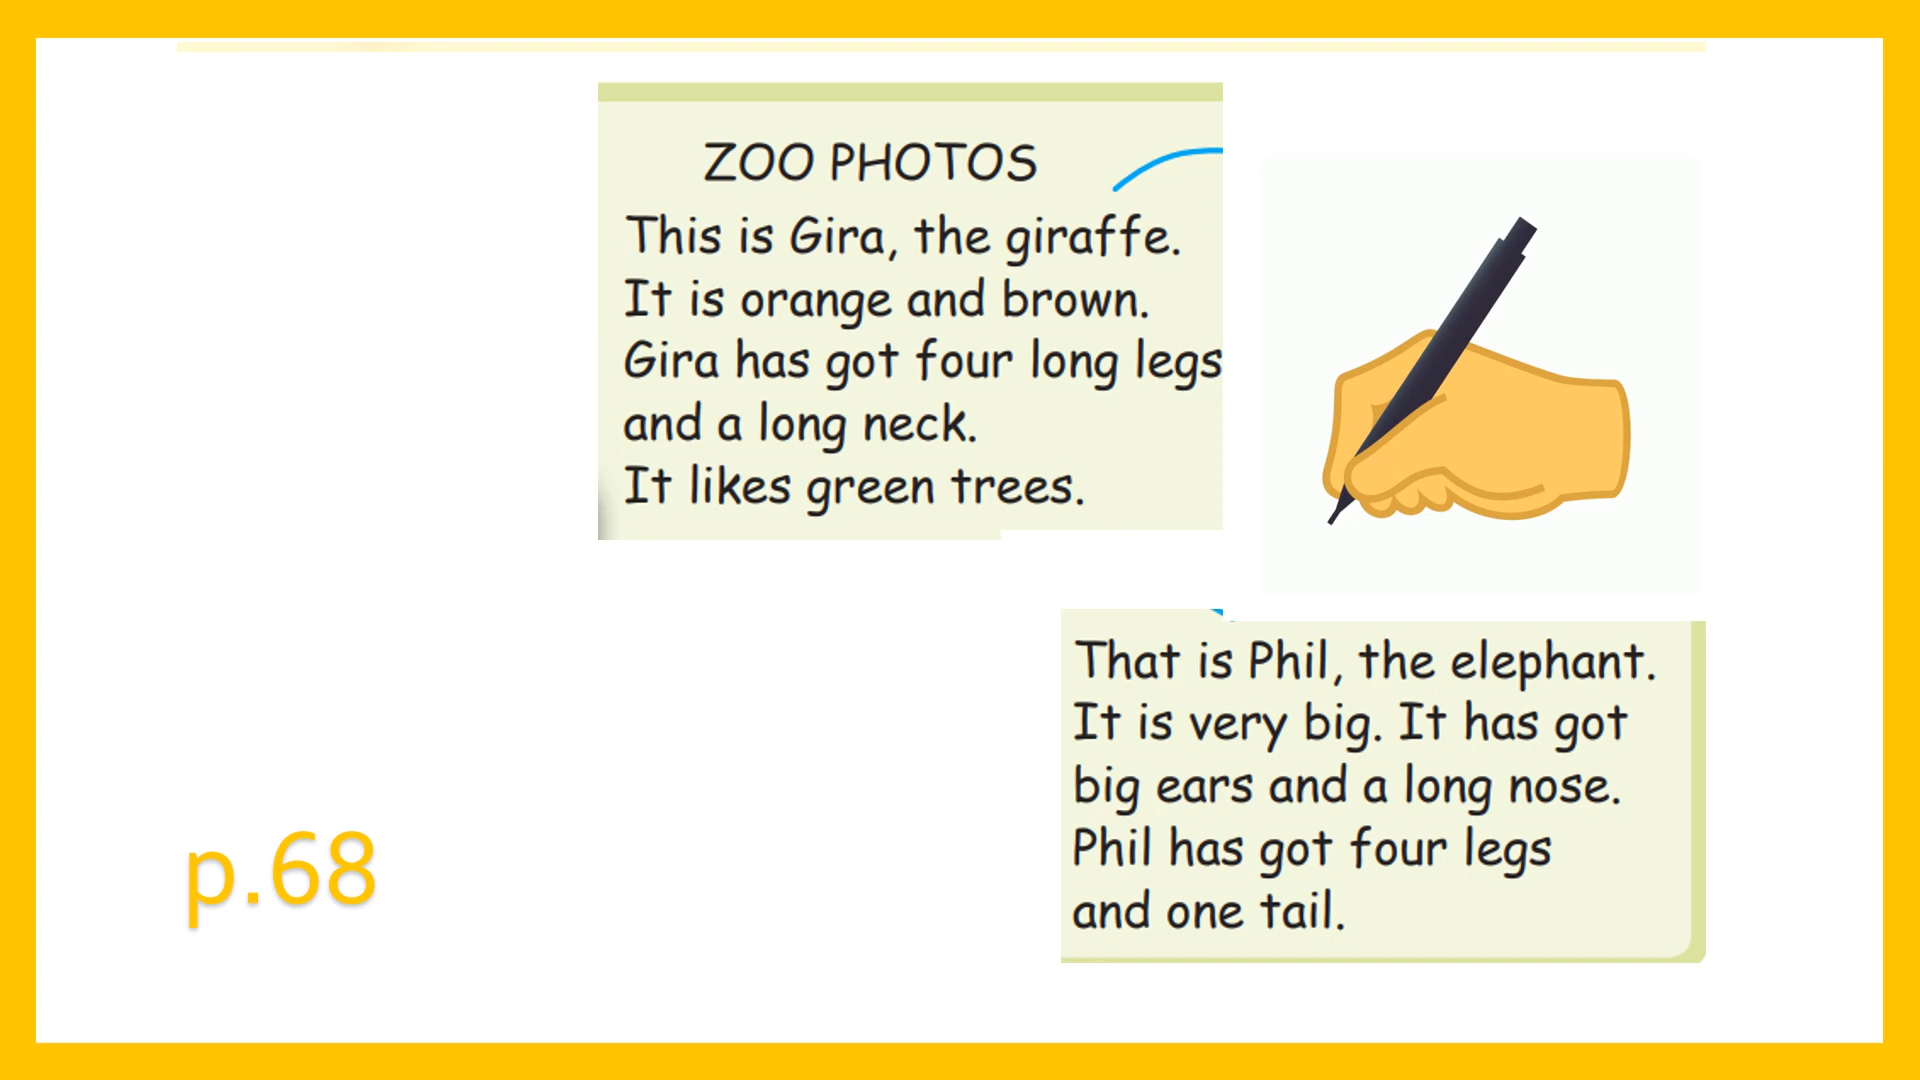 ZOO PHOTOS
This is Gira, the giraffe.
It is orange and brown.
Gira has got four long legs
and a long neck.
It likes green trees.
That is Phil, the elephant.
It is very big. It has got
big ears and a long nose.
Phil has got four legs
and one tail.
p.68